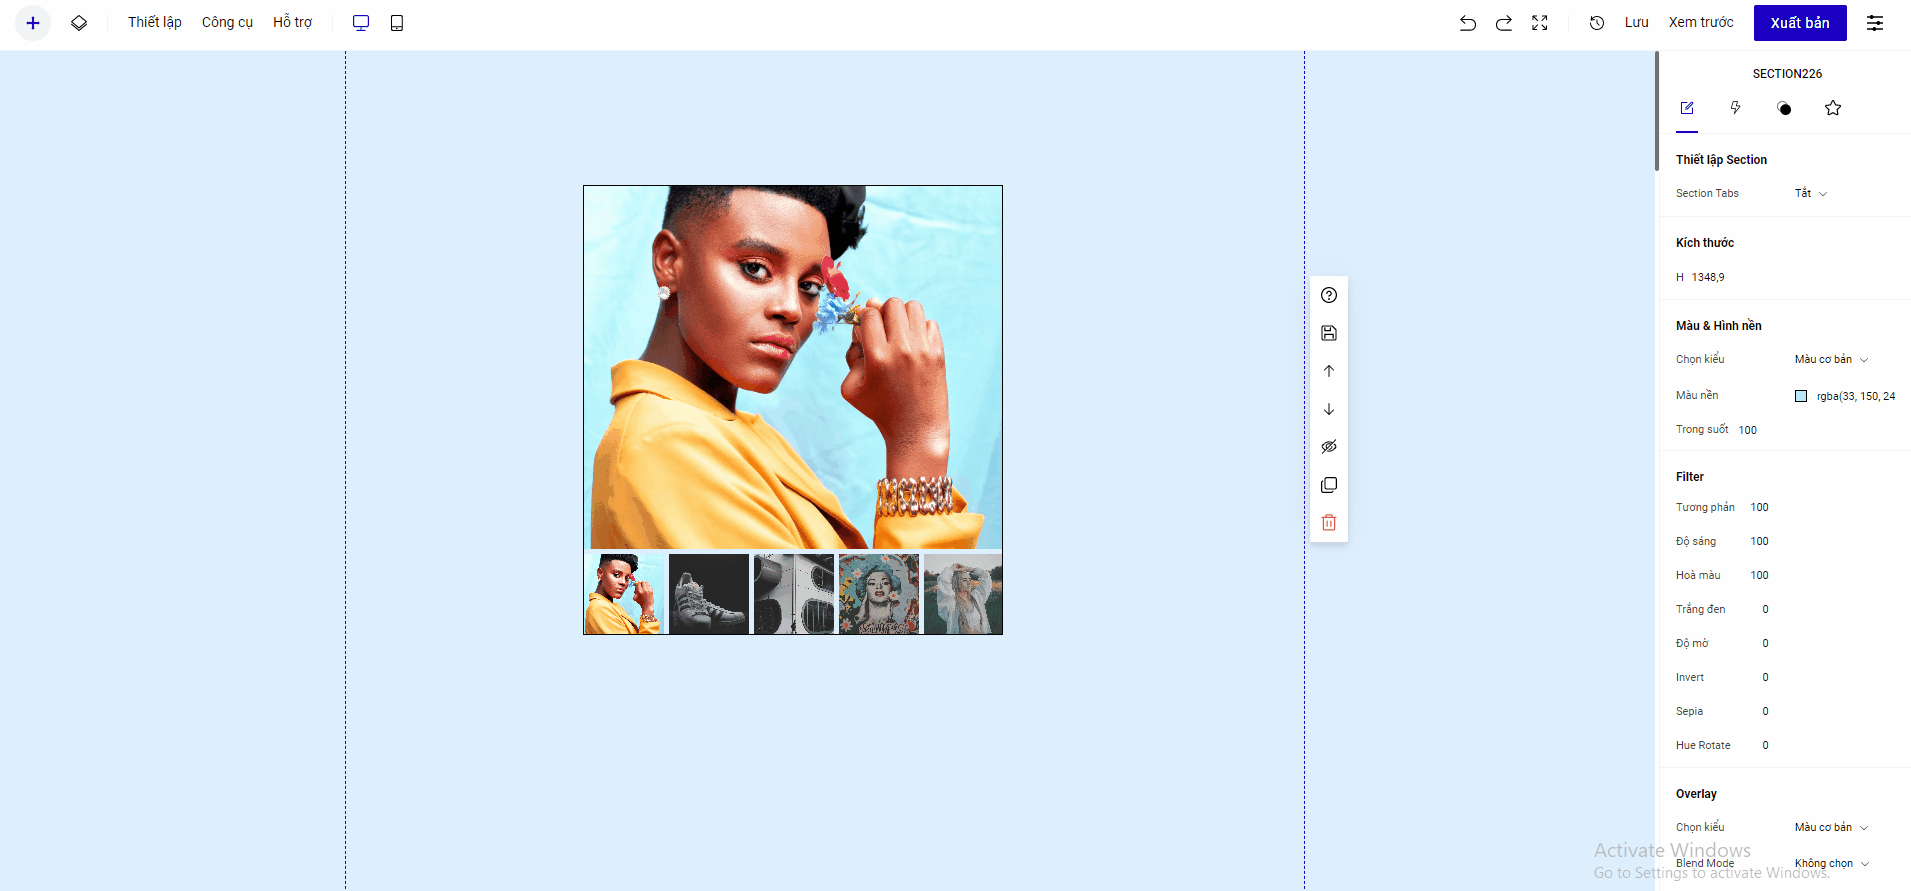 Thiết lập Công cụ Hỗ trợ Lưu Xem trước Xuất bản
SECTION226
Thiết lập Section
Section Tabs Tắt
Kích thước
H 1348,9
Màu & Hình nền
Chọn kiểu Màu cơ bản
Màu nền rgba(33, 150, 24
Trong suốt 100
Filter
Tương phản 100
Độ sáng 100
Hoà màu 100
Trắng đen 0
Độ mờ 0
Invert 0
Sepia 0
Hue Rotate 0
Overlay
Chọn kiểu Màu cơ bản
Activate Windows
Blend Mode Không chọn
Go to Settings to activate Windows.